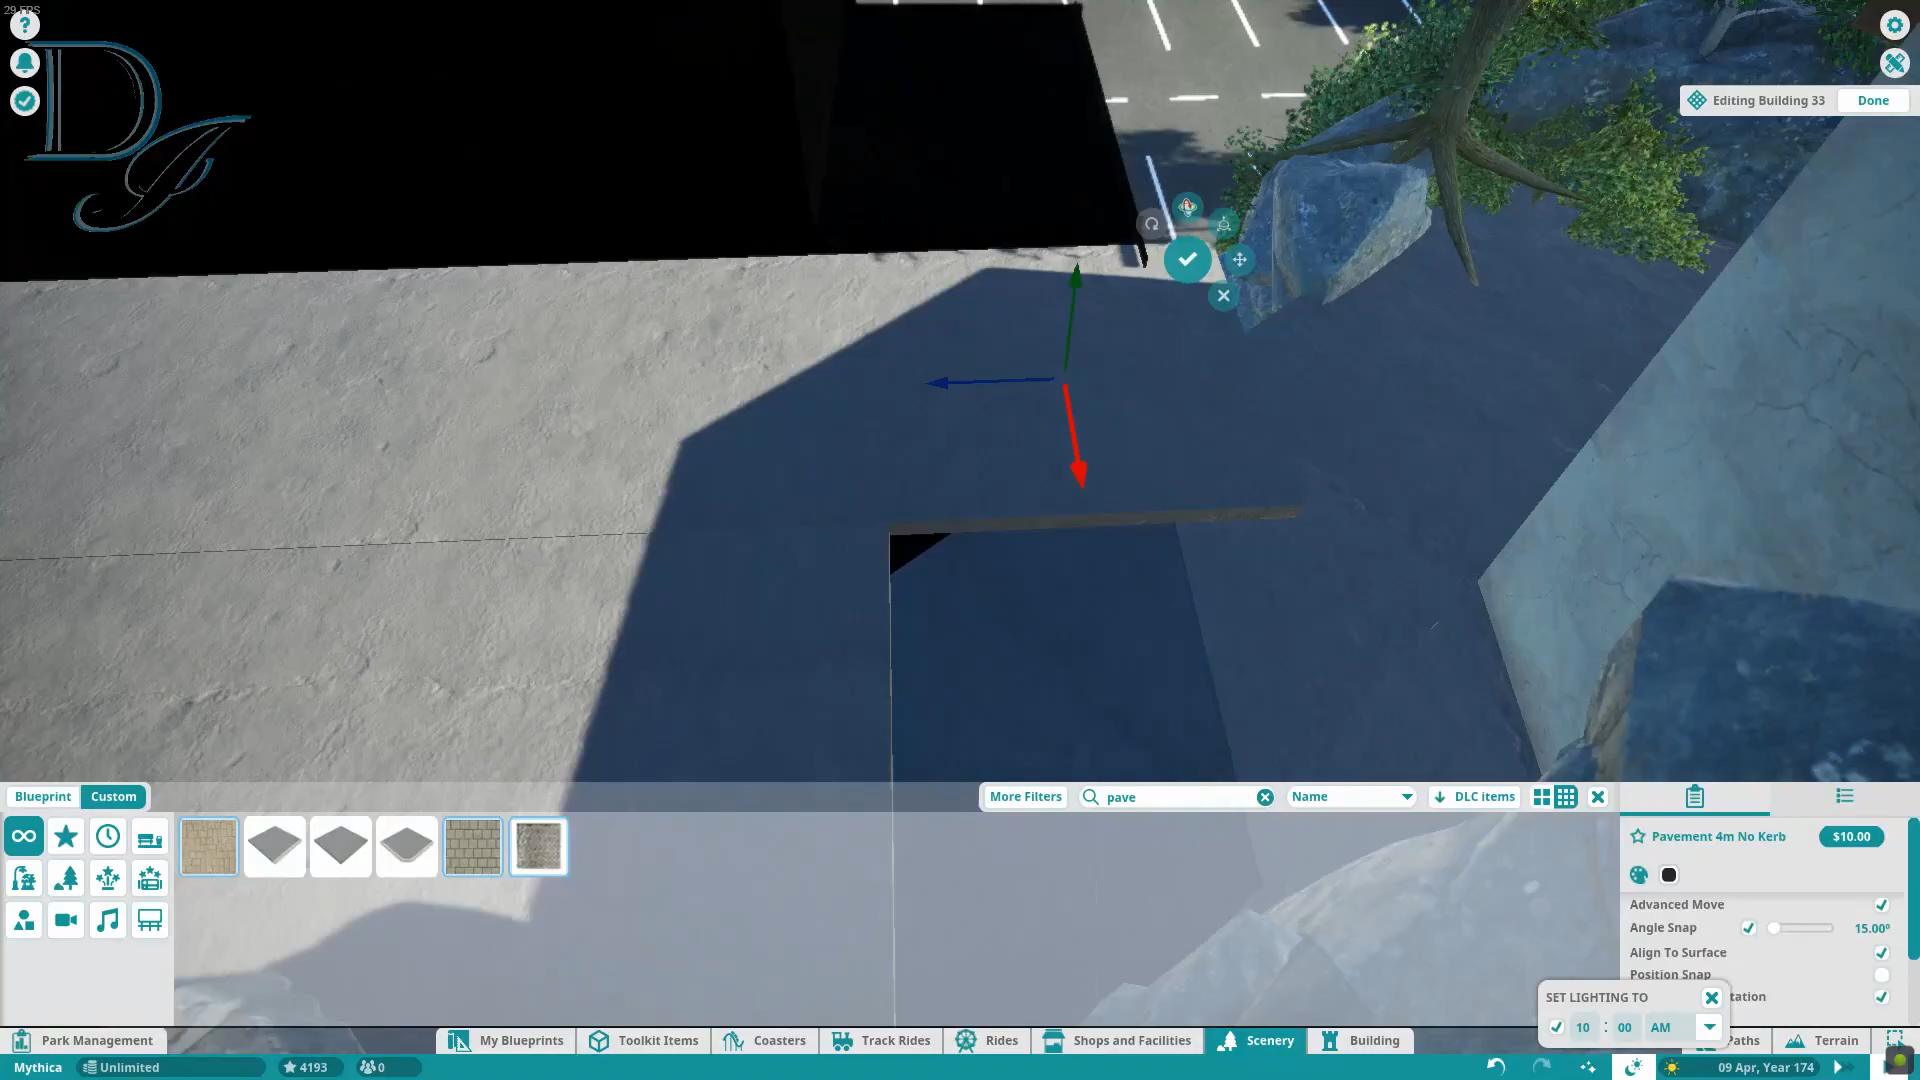 29 FPS
?
DJ
Editing Building 33
Done
Blueprint
Custom
More Filters
pave
Name
DLC items
Pavement 4m No Kerb
$10.00
Advanced Move
Angle Snap
15.00°
Align To Surface
Position Snap
tation
SET LIGHTING TO
10 : 00 AM
Park Management
My Blueprints
Toolkit Items
Coasters
Track Rides
Rides
Shops and Facilities
Scenery
Building
Paths
Terrain
Mythica
Unlimited
4193
0
09 Apr, Year 174